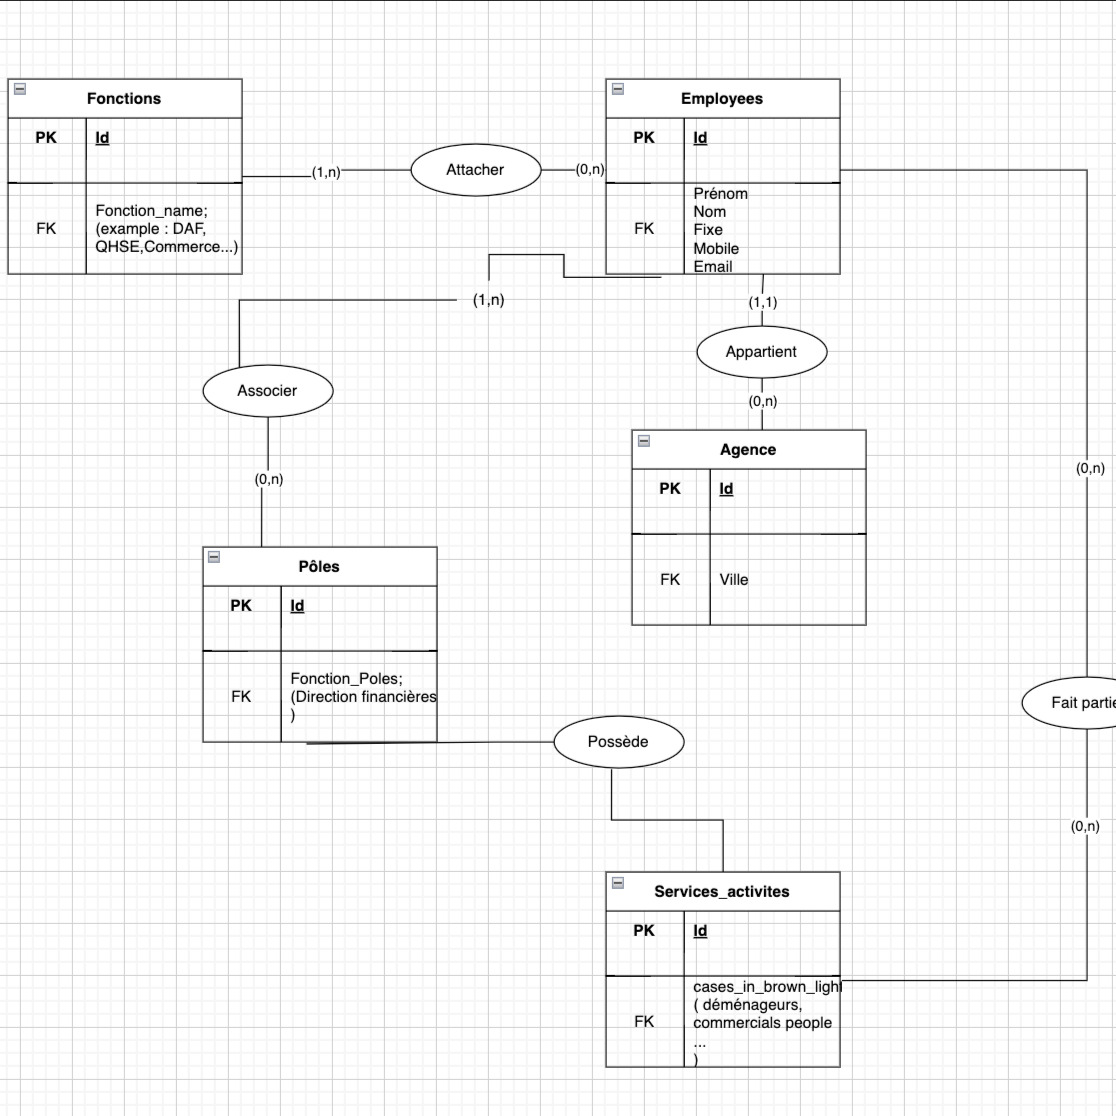 Fonctions
PK
Id
FK
Fonction_name;
(example : DAF,
QHSE,Commerce...)
(1,n)
Attacher
(0,n)
Employees
PK
Id
FK
Prénom
Nom
Fixe
Mobile
Email
(1,n)
(1,1)
Appartient
(0,n)
Associer
(0,n)
Agence
PK
Id
FK
Ville
(0,n)
Pôles
PK
Id
FK
Fonction_Poles;
(Direction financières
)
Possède
Fait partie
(0,n)
Services_activites
PK
Id
FK
cases_in_brown_light
( déménageurs,
commercials people
...
)